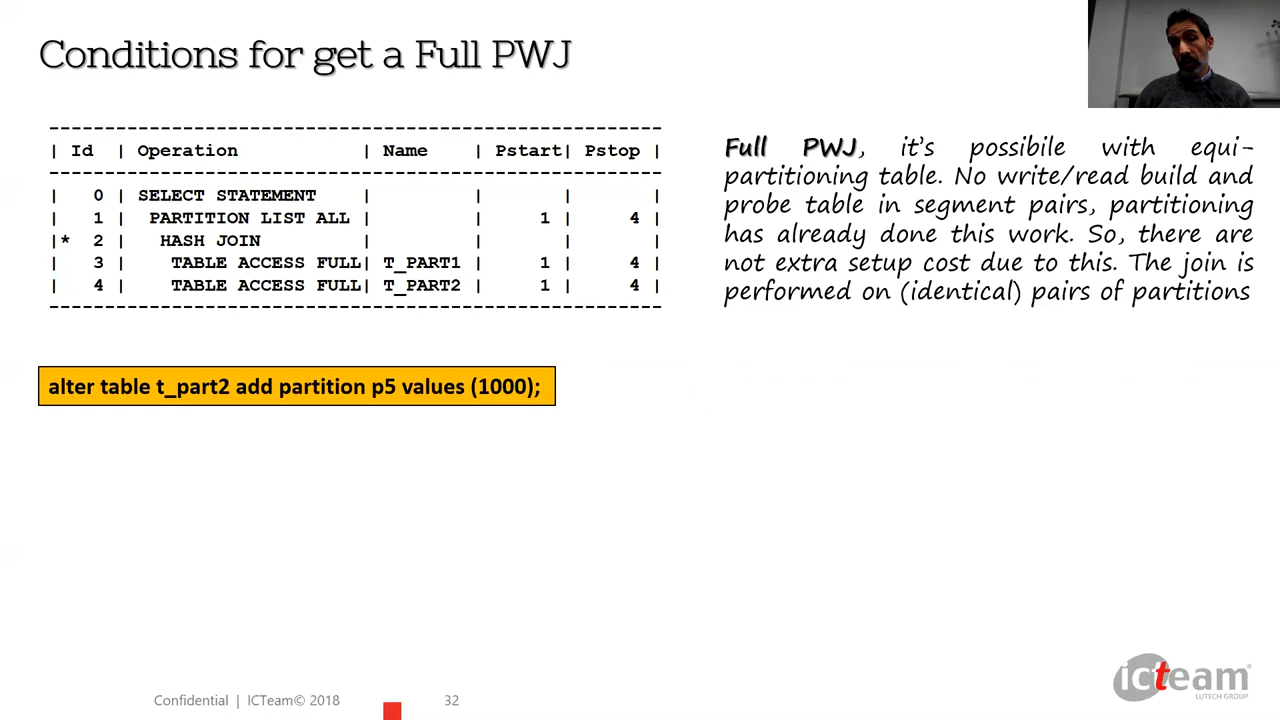 Conditions for get a Full PWJ
--------------------------------------------------------
| Id | Operation | Name | Pstart| Pstop |
--------------------------------------------------------
| 0 | SELECT STATEMENT | | | |
| 1 | PARTITION LIST ALL | | 1 | 4 |
|* 2 | HASH JOIN | | | |
| 3 | TABLE ACCESS FULL| T_PART1 | 1 | 4 |
| 4 | TABLE ACCESS FULL| T_PART2 | 1 | 4 |
--------------------------------------------------------
Full PWJ, it's possibile with equi-
partitioning table. No write/read build and
probe table in segment pairs, partitioning
has already done this work. So, there are
not extra setup cost due to this. The join is
performed on (identical) pairs of partitions
alter table t_part2 add partition p5 values (1000);
Confidential | ICTeam© 2018
32
icteam
LUTECH GROUP